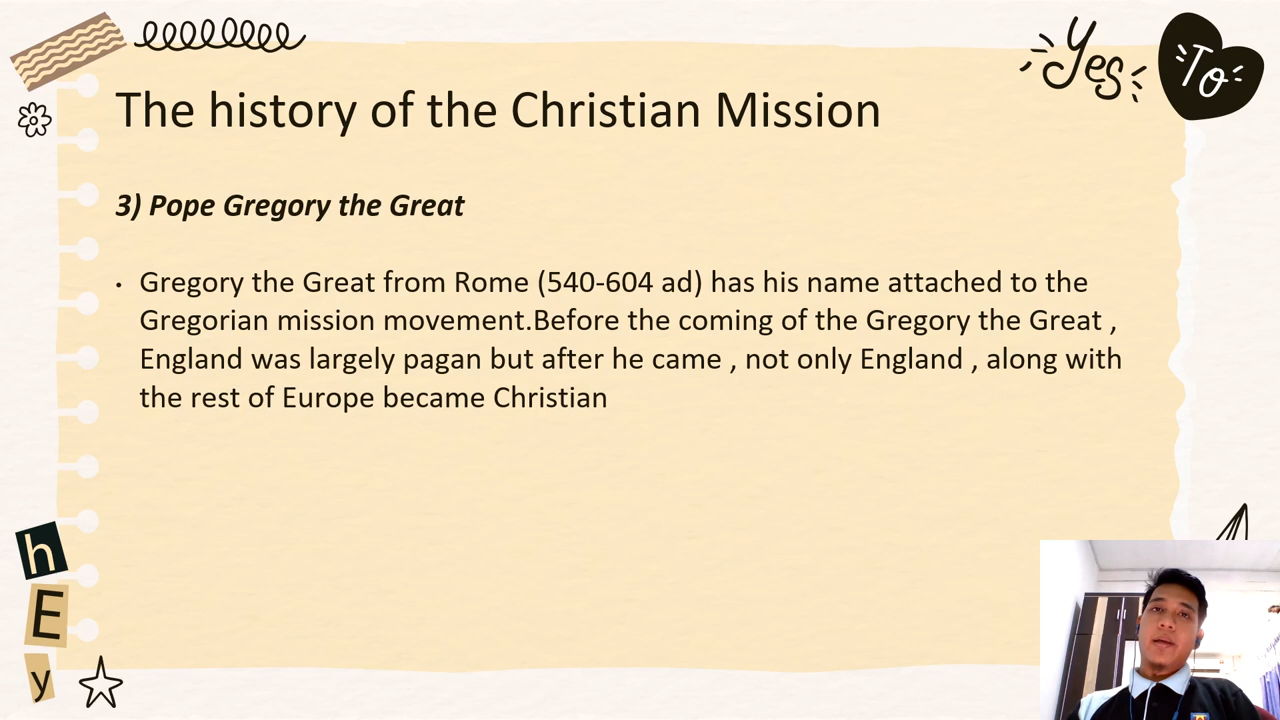 Yes To
The history of the Christian Mission
3) Pope Gregory the Great
• Gregory the Great from Rome (540-604 ad) has his name attached to the
Gregorian mission movement.Before the coming of the Gregory the Great ,
England was largely pagan but after he came , not only England , along with
the rest of Europe became Christian
h
E
y